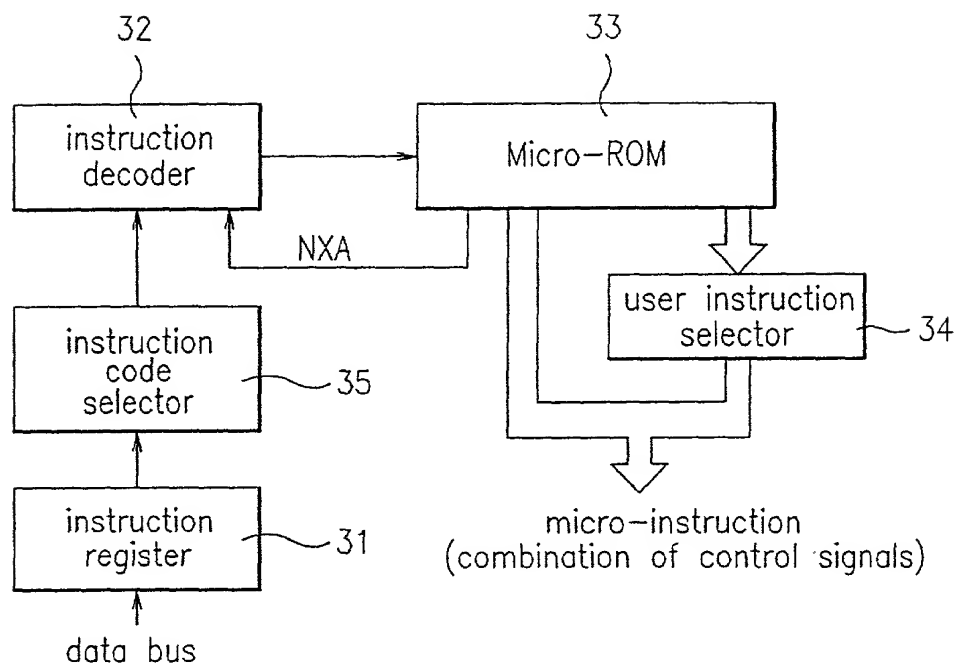 32
33
instruction
decoder
Micro-ROM
NXA
user instruction
selector
34
instruction
code
selector
35
instruction
register
31
micro-instruction
(combination of control signals)
data bus